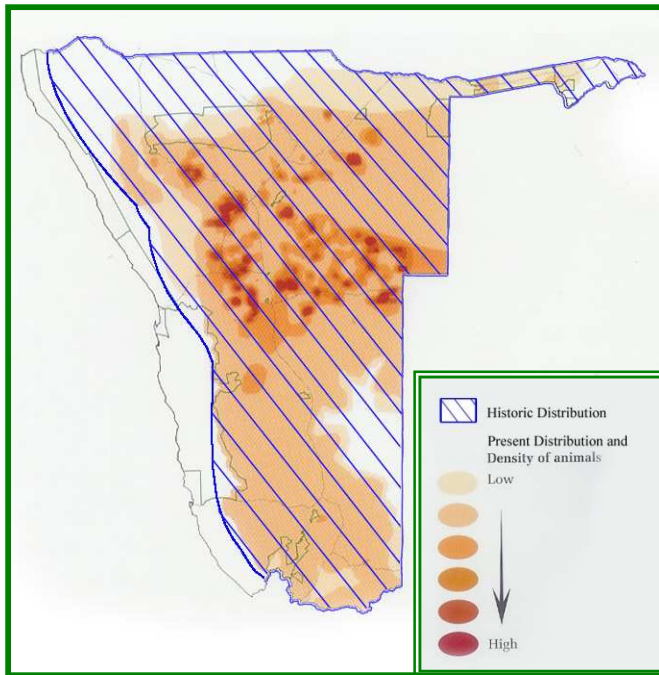 Historic Distribution
Present Distribution and
Density of animals
Low
High